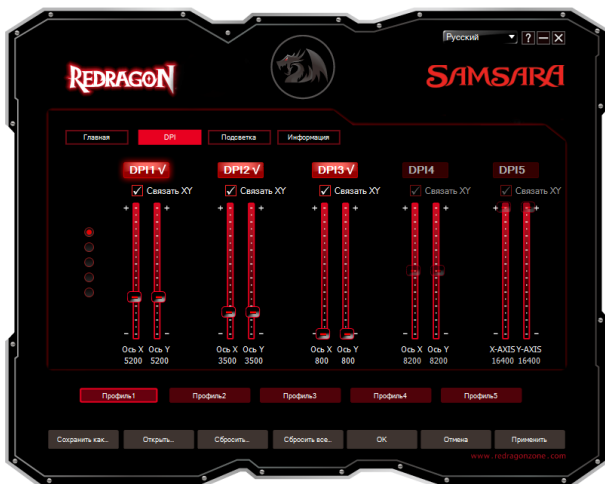 Русский ? — X
REDRAGON
SAMSARA
Главная DPI Подсветка Информация
DPI1 √ DPI2 √ DPI3 √ DPI4 DPI5
Связать XY Связать XY Связать XY Связать XY Связать XY
+ + + + + + + + + +
- - - - - - - - - -
Ось X Ось Y Ось X Ось Y Ось X Ось Y Ось X Ось Y X-AXIS Y-AXIS
5200 5200 3500 3500 800 800 8200 8200 16400 16400
Профиль1 Профиль2 Профиль3 Профиль4 Профиль5
Сохранить как... Открыть... Сбросить... Сбросить все... OK Отмена Применить
www.redragonzone.com